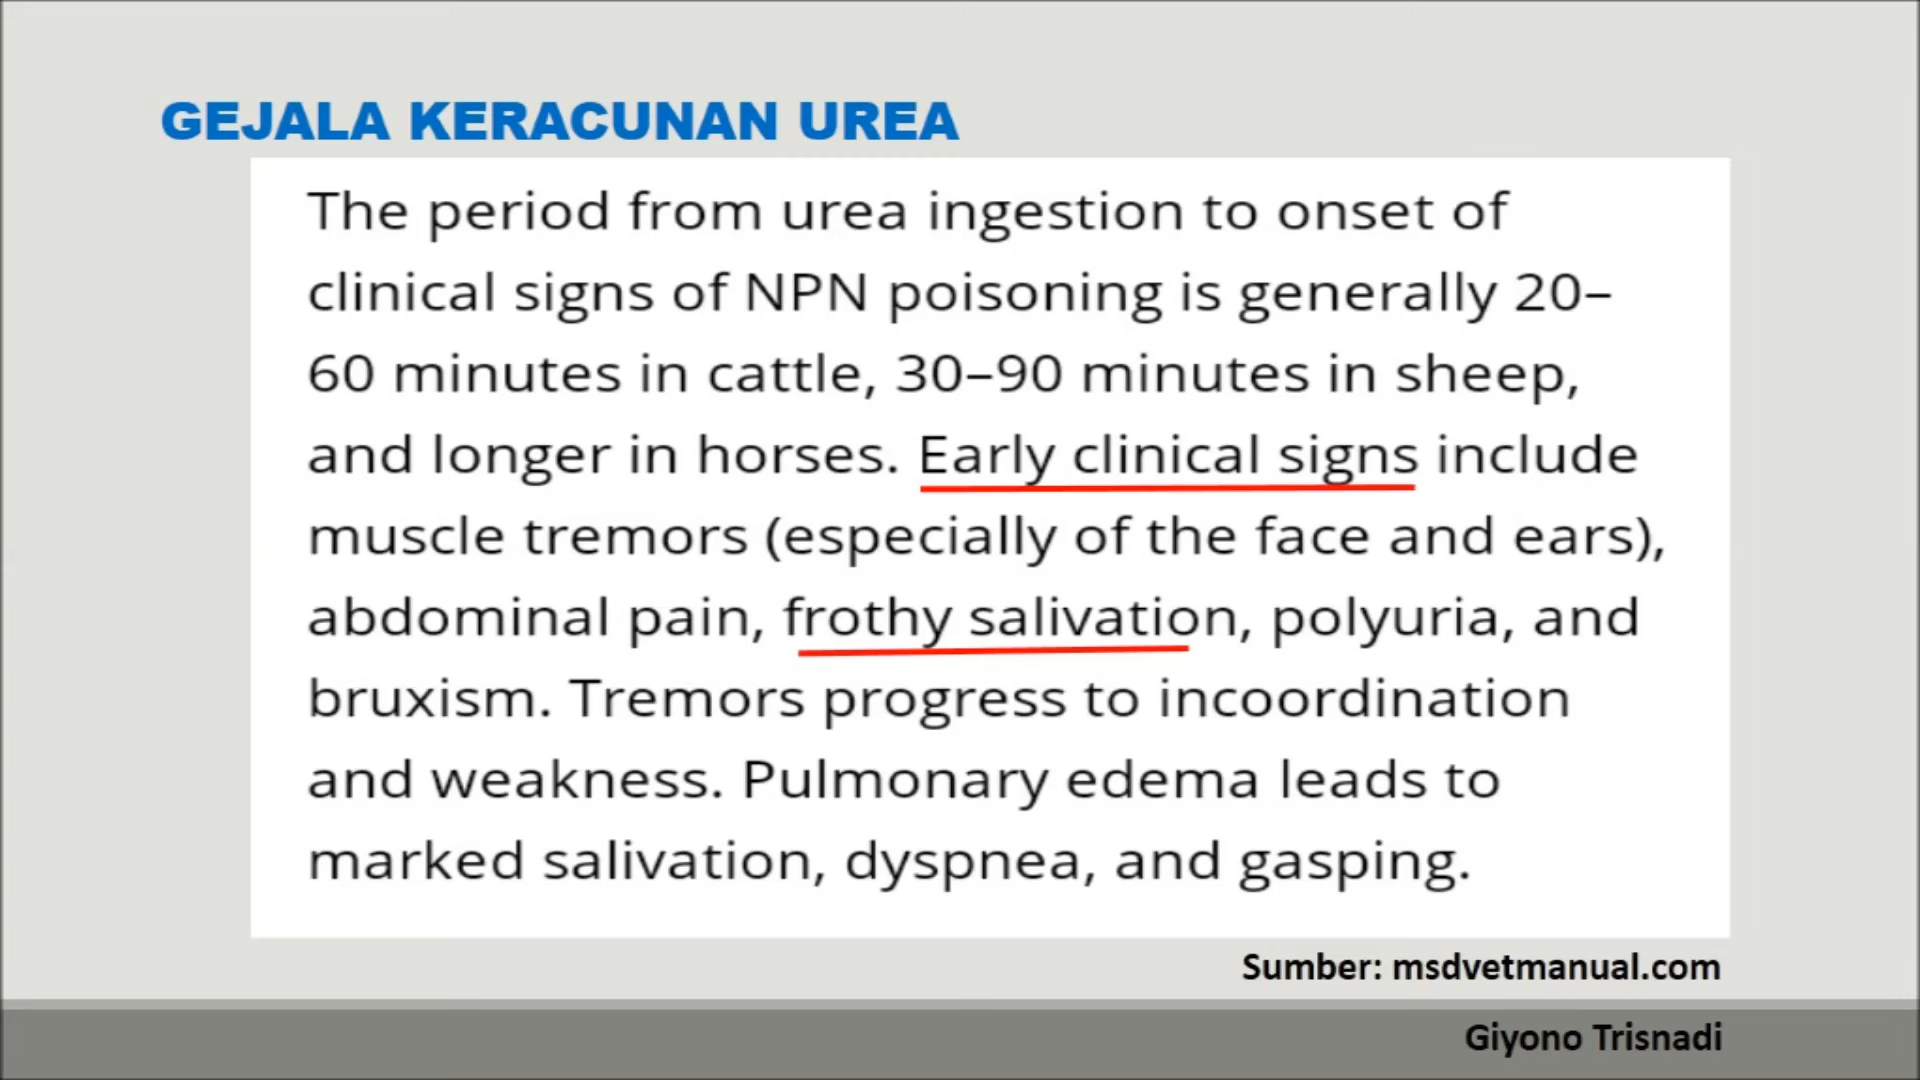 GEJALA KERACUNAN UREA
The period from urea ingestion to onset of
clinical signs of NPN poisoning is generally 20–
60 minutes in cattle, 30–90 minutes in sheep,
and longer in horses. Early clinical signs include
muscle tremors (especially of the face and ears),
abdominal pain, frothy salivation, polyuria, and
bruxism. Tremors progress to incoordination
and weakness. Pulmonary edema leads to
marked salivation, dyspnea, and gasping.
Sumber: msdvetmanual.com
Giyono Trisnadi